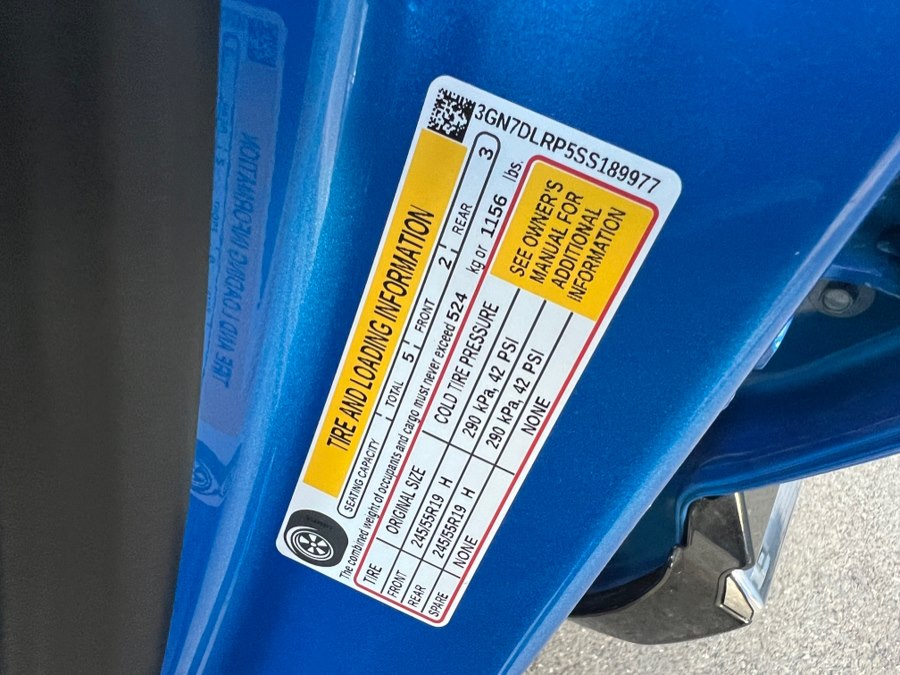 3GN7DLRP5SS189977
TIRE AND LOADING INFORMATION
SEATING CAPACITY TOTAL 5 FRONT 2 REAR 3
The combined weight of occupants and cargo must never exceed 524 kg or 1156 lbs.
TIRE ORIGINAL SIZE COLD TIRE PRESSURE
FRONT 245/55R19 H 290 kPa, 42 PSI
REAR 245/55R19 H 290 kPa, 42 PSI
SPARE NONE NONE
SEE OWNER'S
MANUAL FOR
ADDITIONAL
INFORMATION